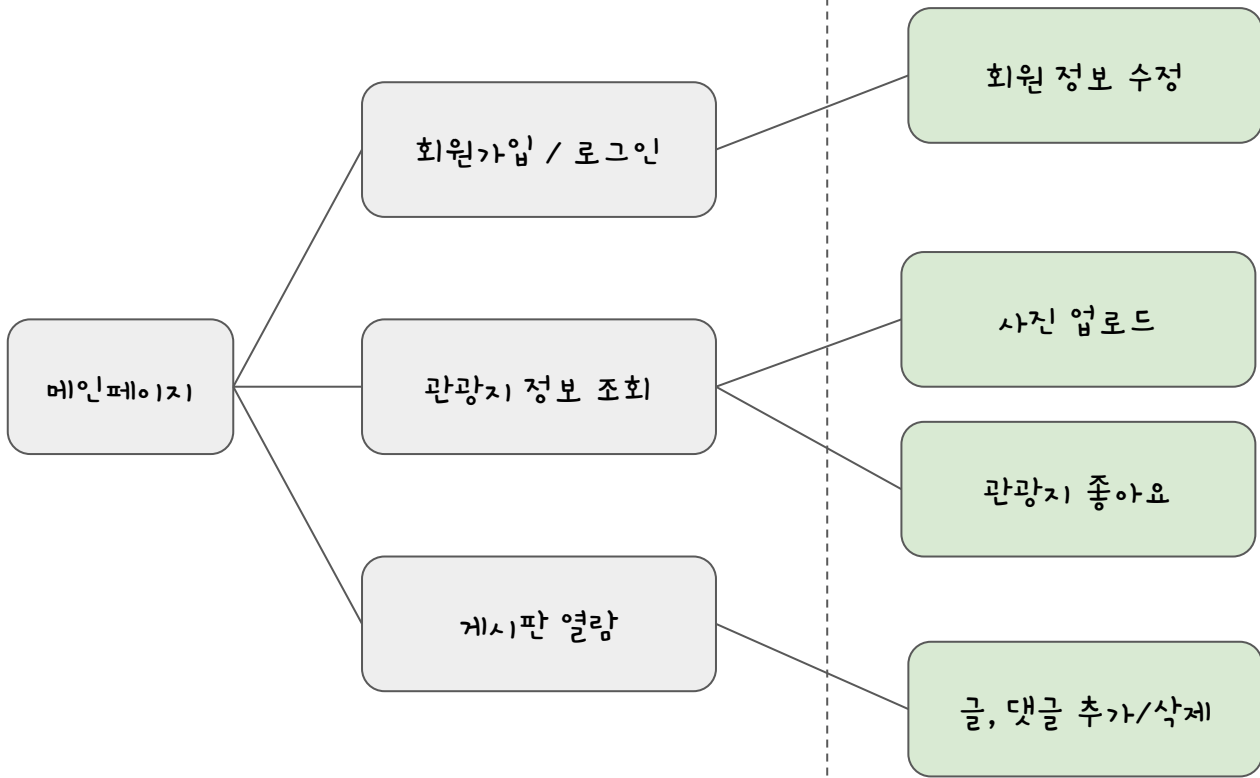 회원 정보 수정
회원가입 / 로그인
사진 업로드
메인페이지
관광지 정보 조회
관광지 좋아요
게시판 열람
글, 댓글 추가/삭제